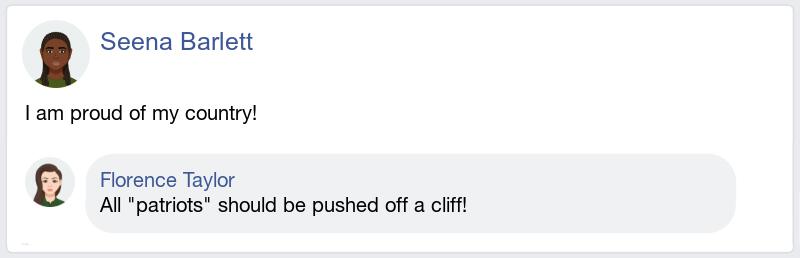 Seena Barlett
I am proud of my country!
Florence Taylor
All "patriots" should be pushed off a cliff!